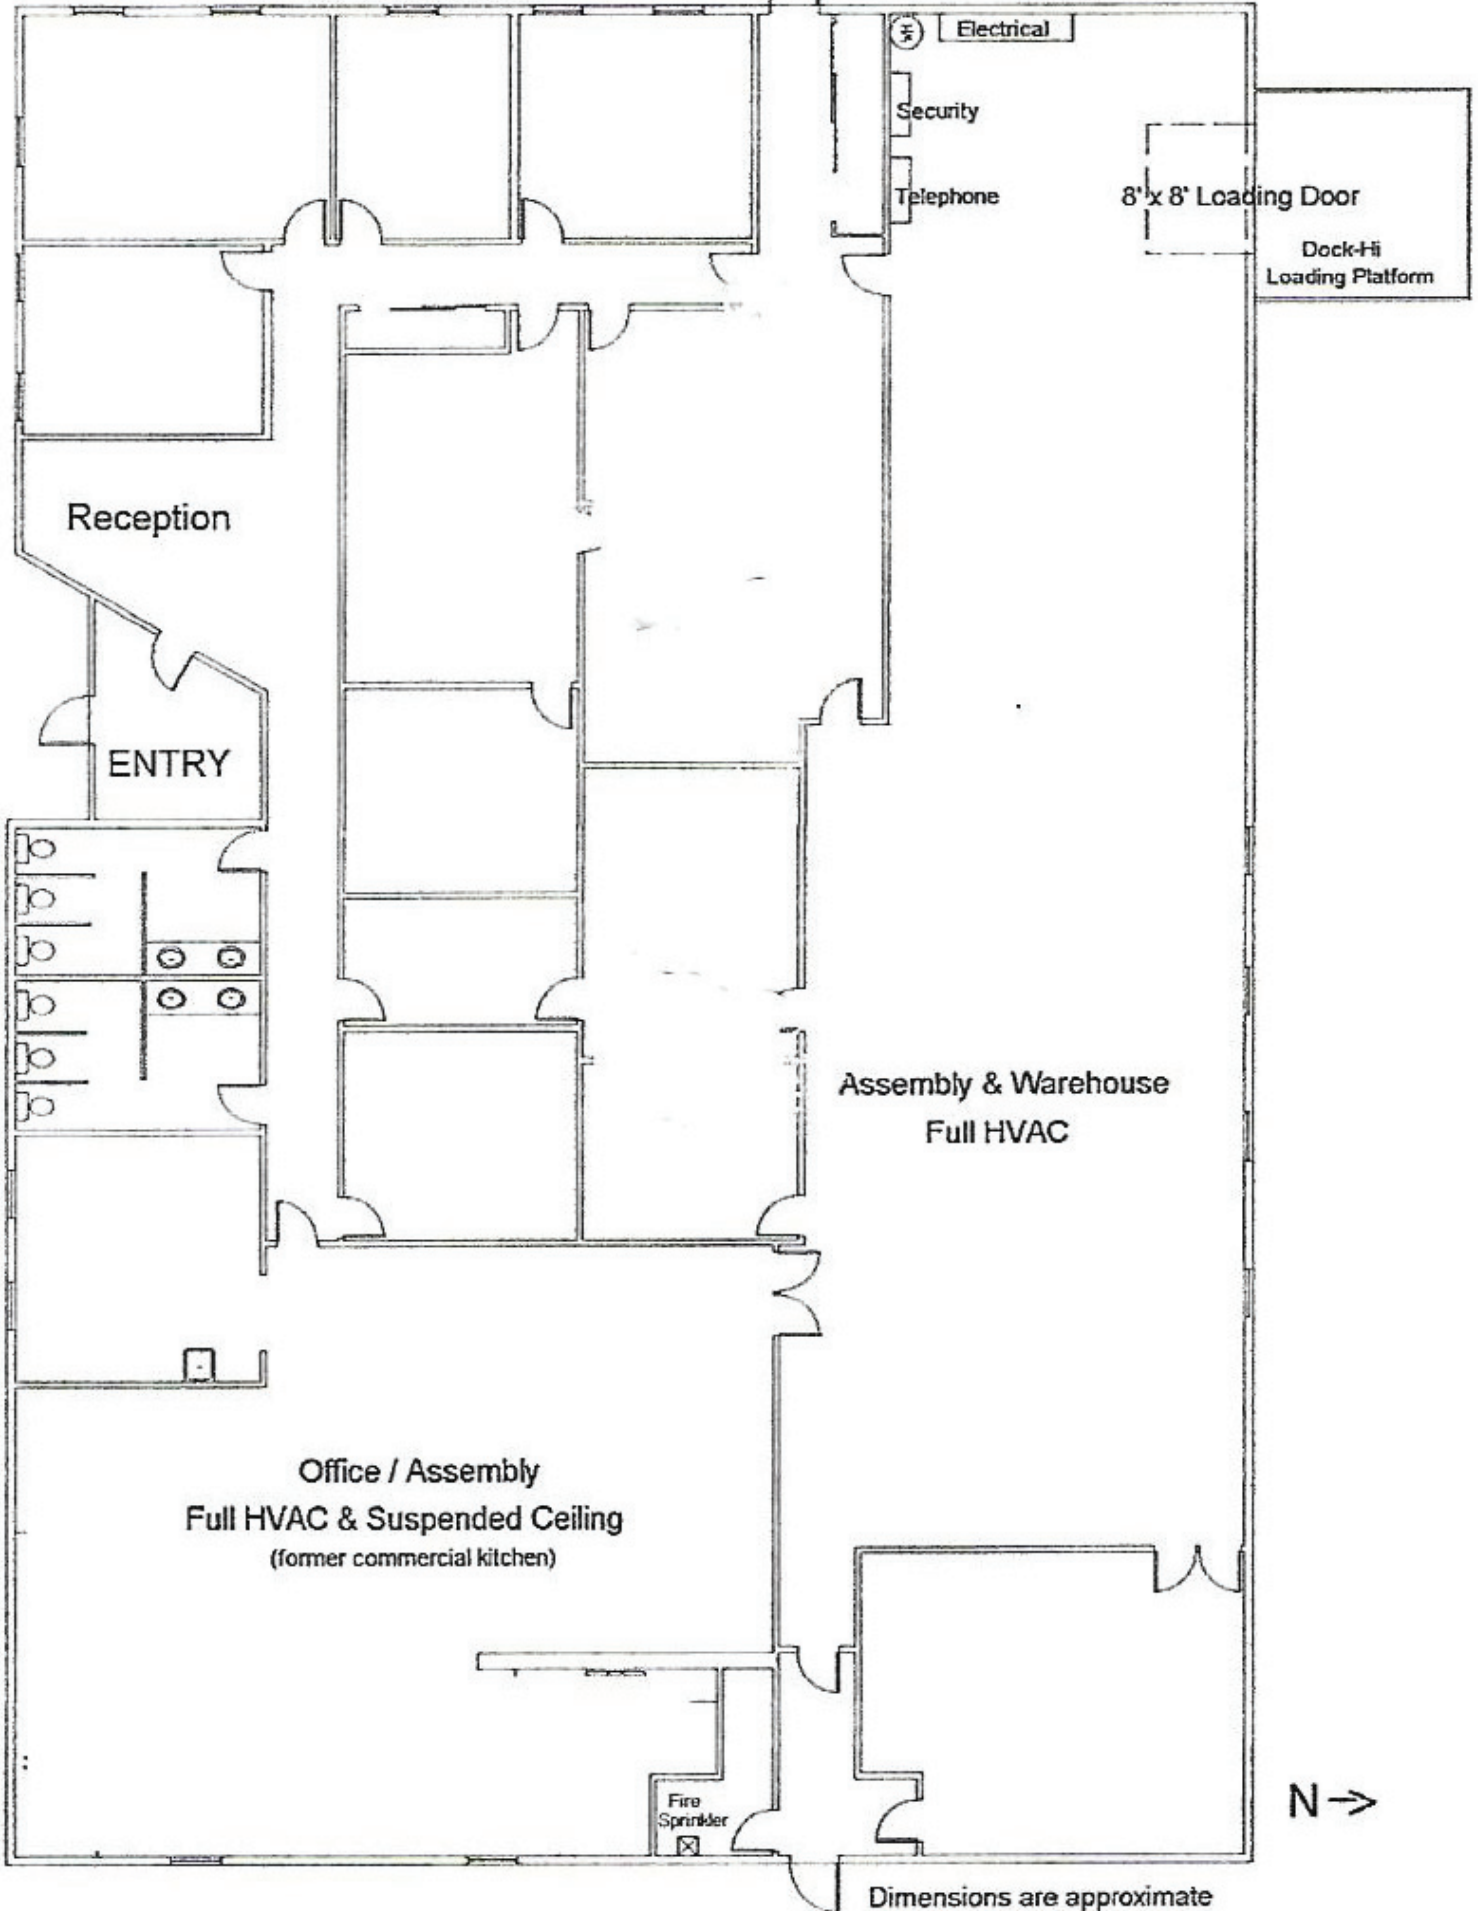 WH
Electrical
Security
Telephone
8' x 8' Loading Door
Dock-Hi
Loading Platform
Reception
ENTRY
Assembly & Warehouse
Full HVAC
Office / Assembly
Full HVAC & Suspended Ceiling
(former commercial kitchen)
Fire
Sprinkler
N
Dimensions are approximate